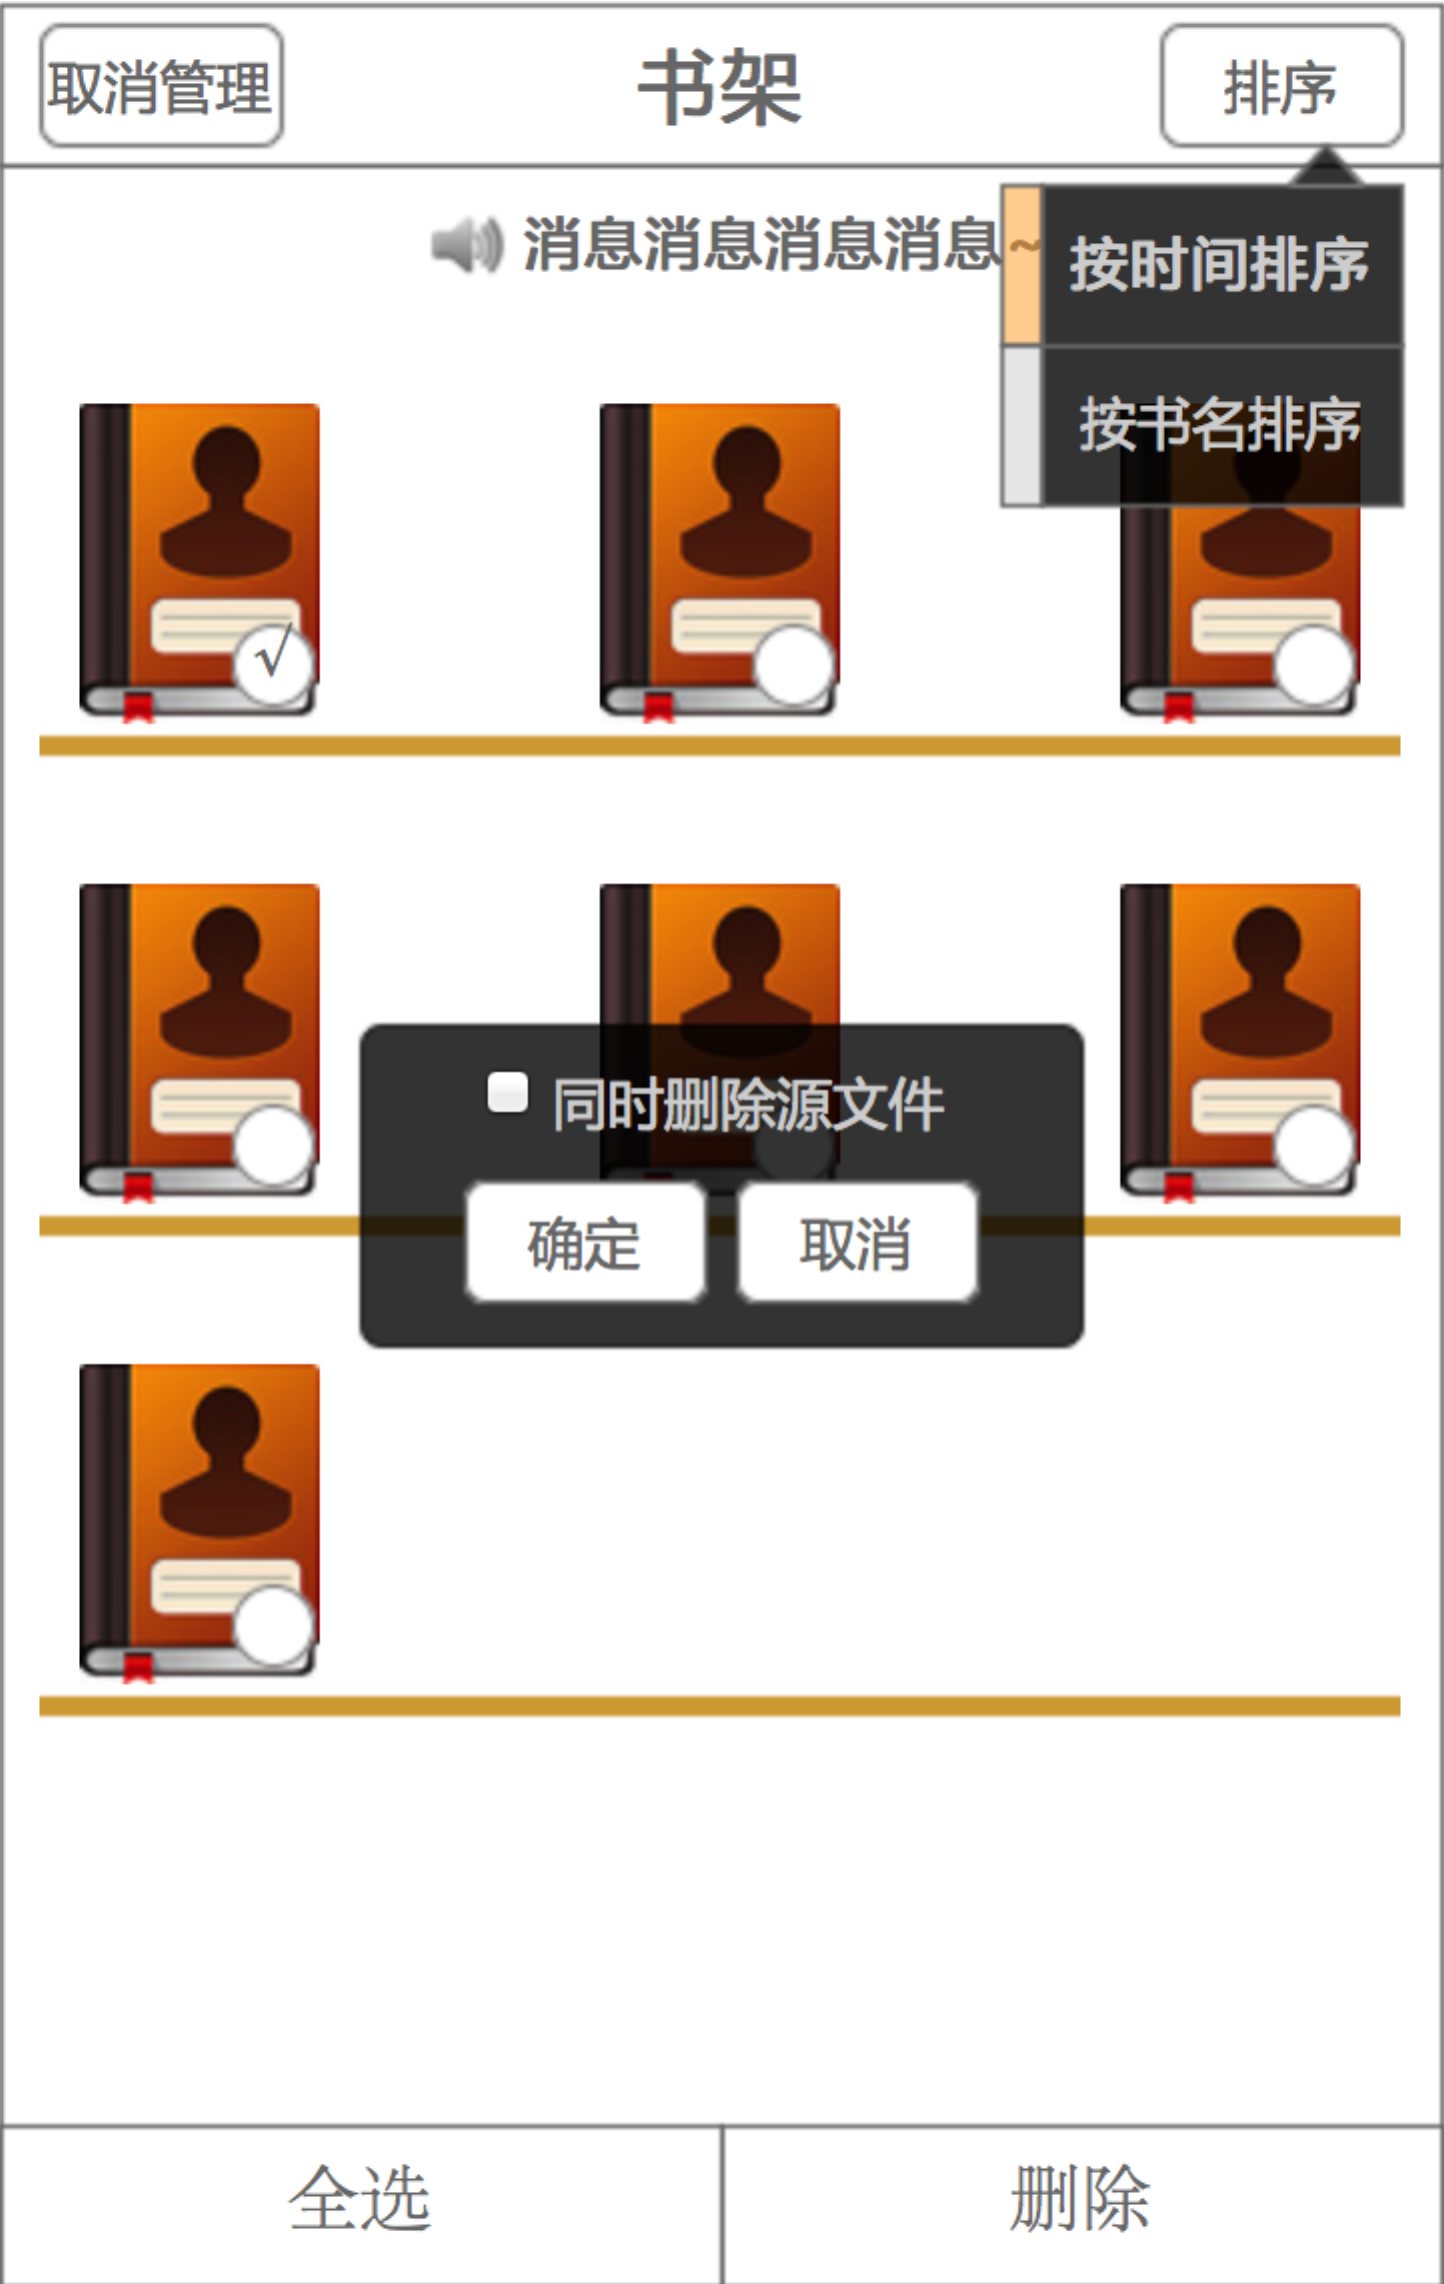 取消管理
书架
排序
消息消息消息消息~
按时间排序
按书名排序
√
同时删除源文件
确定
取消
全选
删除